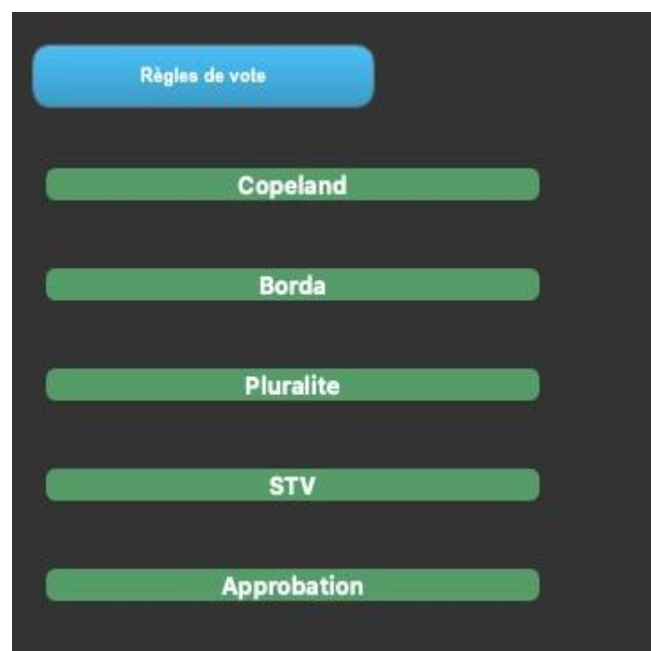 Règles de vote
Copeland
Borda
Pluralite
STV
Approbation